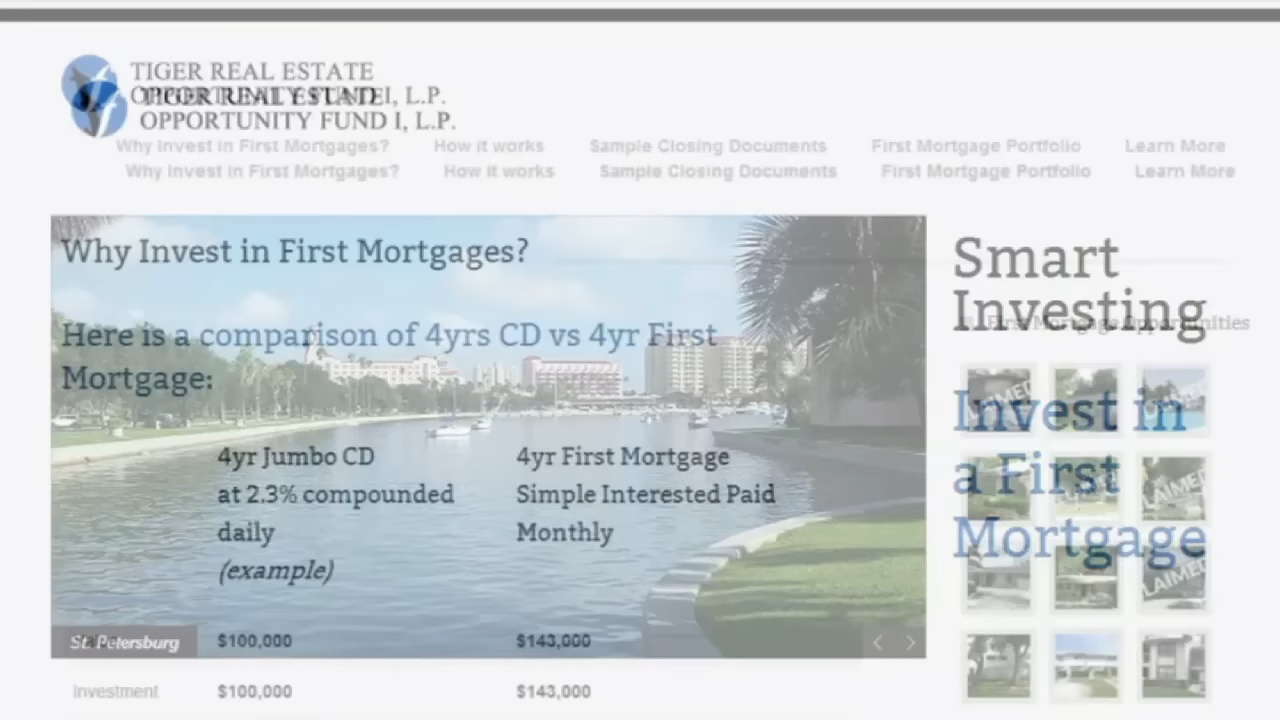 TIGER REAL ESTATE
OPPORTUNITY FUND I, L.P.
TIGER REAL ESTATE
OPPORTUNITY FUND I, L.P.
Why Invest in First Mortgages? How it works Sample Closing Documents First Mortgage Portfolio Learn More
Why Invest in First Mortgages? How it works Sample Closing Documents First Mortgage Portfolio Learn More
Why Invest in First Mortgages?
Smart
Investing
First Mortgage Opportunities
Here is a comparison of 4yrs CD vs 4yr First
Mortgage:
Invest in
a First
Mortgage
4yr Jumbo CD
at 2.3% compounded
daily
(example)
4yr First Mortgage
Simple Interested Paid
Monthly
St. Petersburg
$100,000 $143,000
Investment $100,000 $143,000